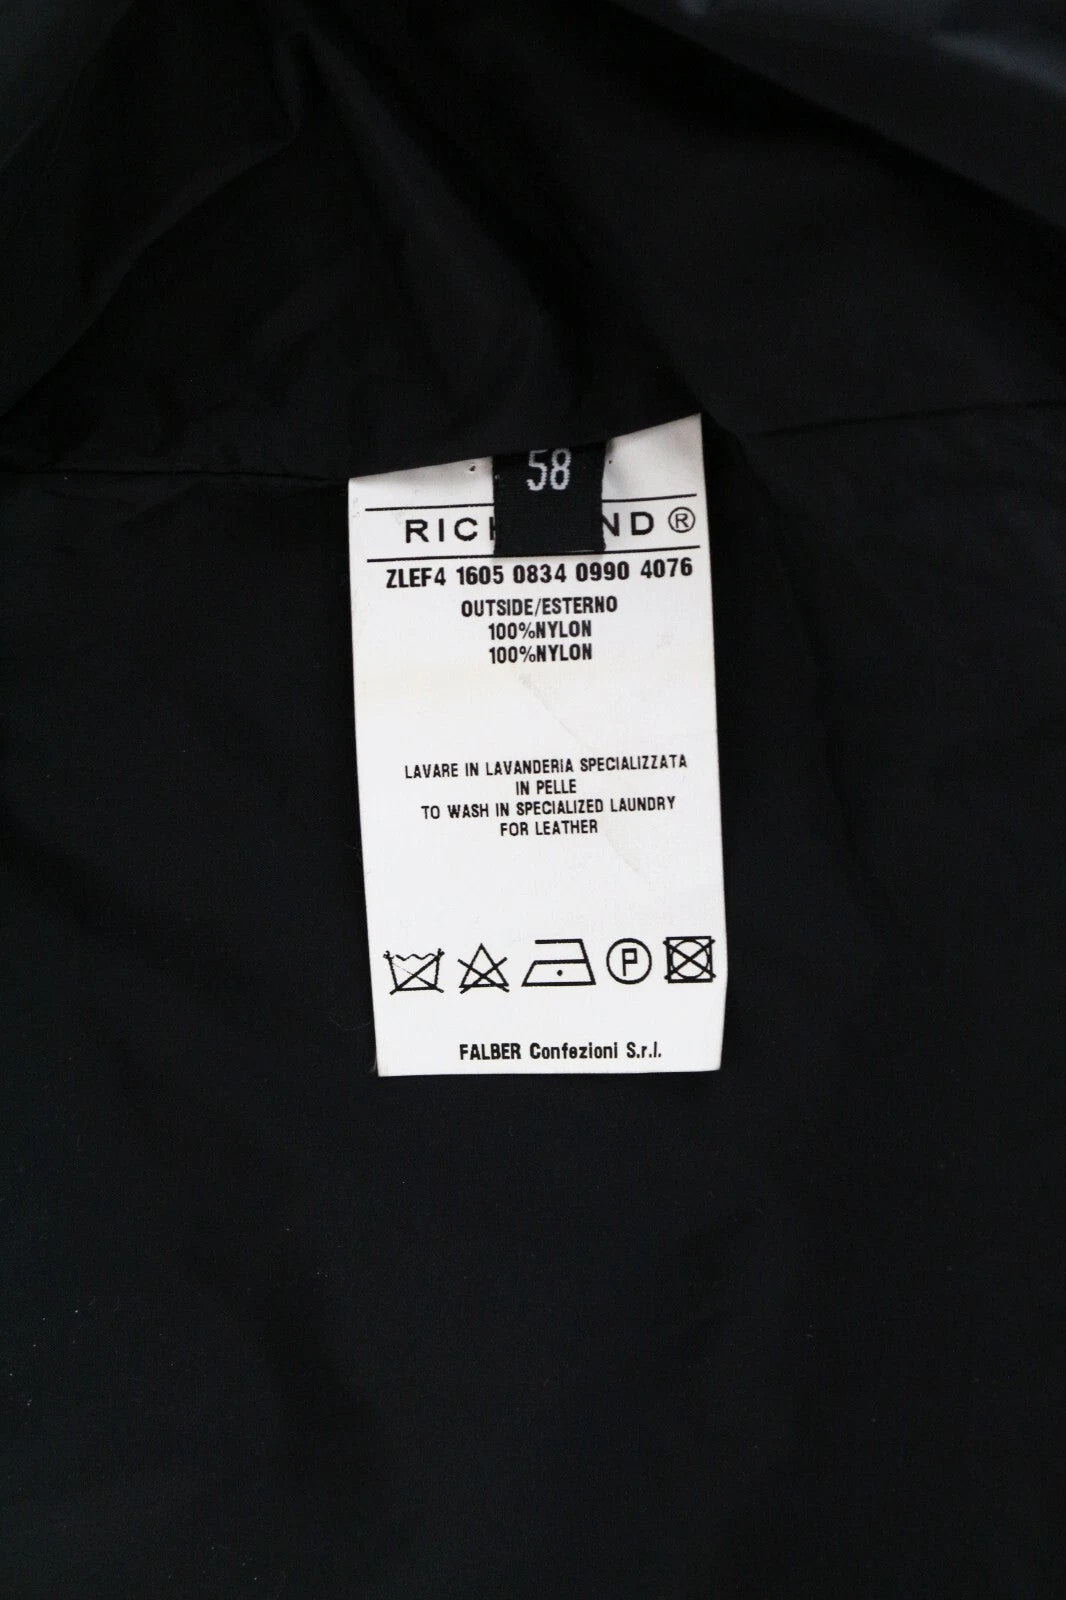 58
RIC ND®
ZLEF4 1605 0834 0990 4076
OUTSIDE/ESTERNO
100%NYLON
100%NYLON
LAVARE IN LAVANDERIA SPECIALIZZATA
IN PELLE
TO WASH IN SPECIALIZED LAUNDRY
FOR LEATHER
P
FALBER Confezioni S.r.l.